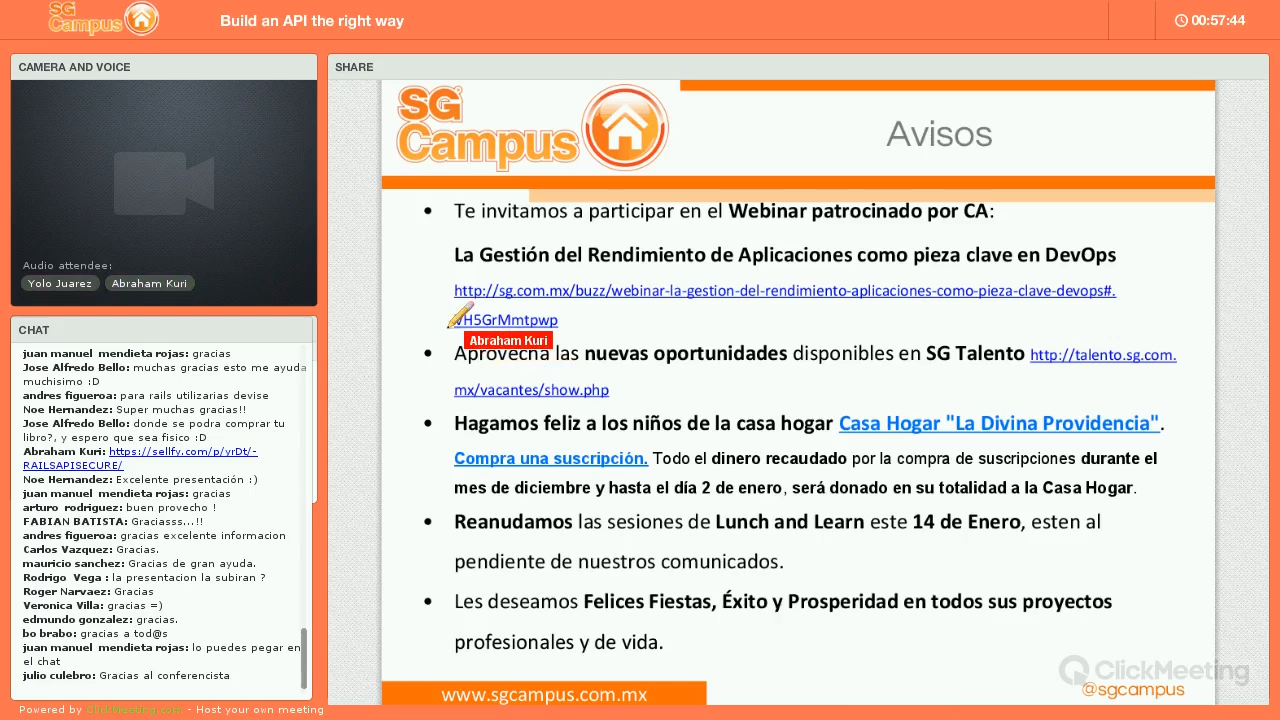 SG Campus
Build an API the right way
00:57:44
CAMERA AND VOICE
Audio attendee:
Yolo Juarez Abraham Kuri
CHAT
juan manuel mendieta rojas: gracias
Jose Alfredo Bello: muchas gracias esto me ayuda
muchisimo :D
andres figueroa: para rails utilizarias devise
Noe Hernandez: Super muchas gracias!!
Jose Alfredo Bello: donde se podra comprar tu
libro?, y espero que sea fisico :D
Abraham Kuri: https://sellfy.com/p/yrDt/-
RAILSAPISECURE/
Noe Hernandez: Excelente presentación :)
juan manuel mendieta rojas: gracias
arturo rodriguez: buen provecho !
FABIAN BATISTA: Graciasss...!!
andres figueroa: gracias excelente informacion
Carlos Vazquez: Gracias.
mauricio sanchez: Gracias de gran ayuda.
Rodrigo Vega : la presentacion la subiran ?
Roger Narvaez: Gracias
Veronica Villa: gracias =)
edmundo gonzalez: gracias.
bo brabo: gracias a tod@s
juan manuel mendieta rojas: lo puedes pegar en
el chat
julio culebro: Gracias al conferencista
Powered by ClickMeeting.com - Host your own meeting
SHARE
SG Campus
Avisos
• Te invitamos a participar en el Webinar patrocinado por CA:
La Gestión del Rendimiento de Aplicaciones como pieza clave en DevOps
http://sg.com.mx/buzz/webinar-la-gestion-del-rendimiento-aplicaciones-como-pieza-clave-devops#.
VH5GrMmtpwp
Abraham Kuri
• Aprovecha las nuevas oportunidades disponibles en SG Talento http://talento.sg.com.
mx/vacantes/show.php
• Hagamos feliz a los niños de la casa hogar Casa Hogar "La Divina Providencia".
Compra una suscripción. Todo el dinero recaudado por la compra de suscripciones durante el
mes de diciembre y hasta el día 2 de enero, será donado en su totalidad a la Casa Hogar.
• Reanudamos las sesiones de Lunch and Learn este 14 de Enero, esten al
pendiente de nuestros comunicados.
• Les deseamos Felices Fiestas, Éxito y Prosperidad en todos sus proyectos
profesionales y de vida.
ClickMeeting
www.sgcampus.com.mx
@sgcampus